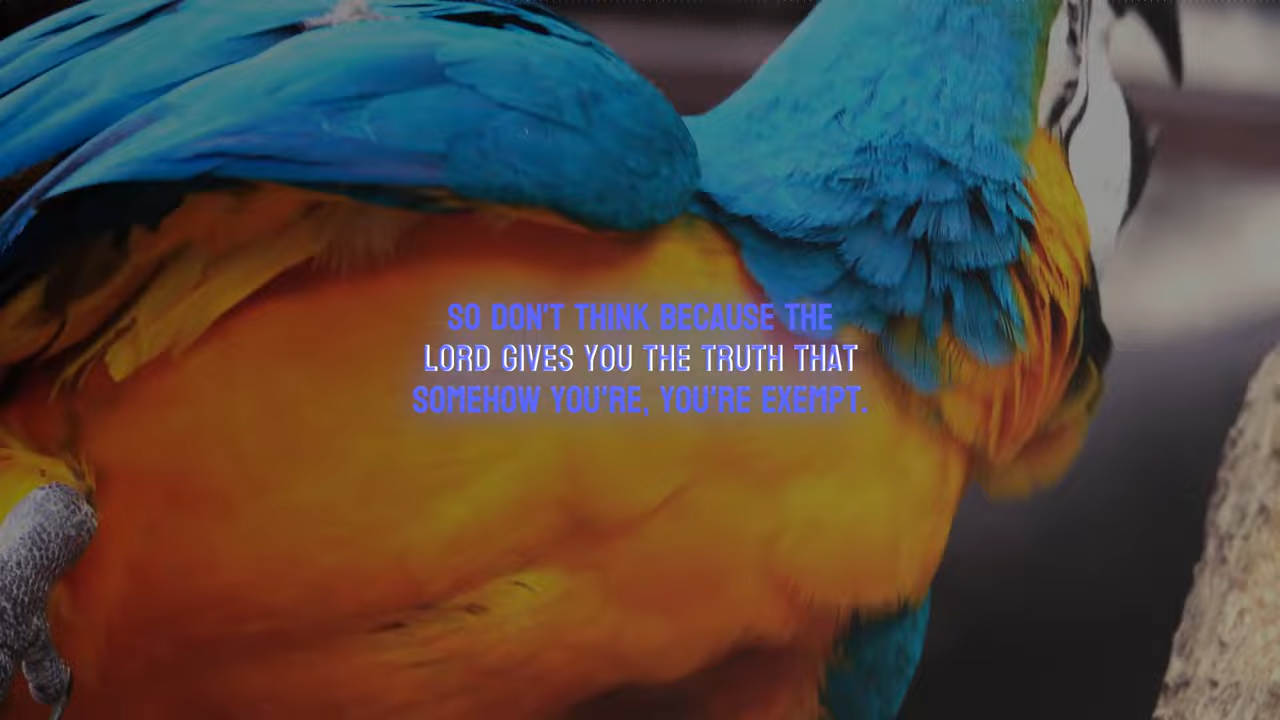 SO DON'T THINK BECAUSE THE
LORD GIVES YOU THE TRUTH THAT
SOMEHOW YOU'RE, YOU'RE EXEMPT.